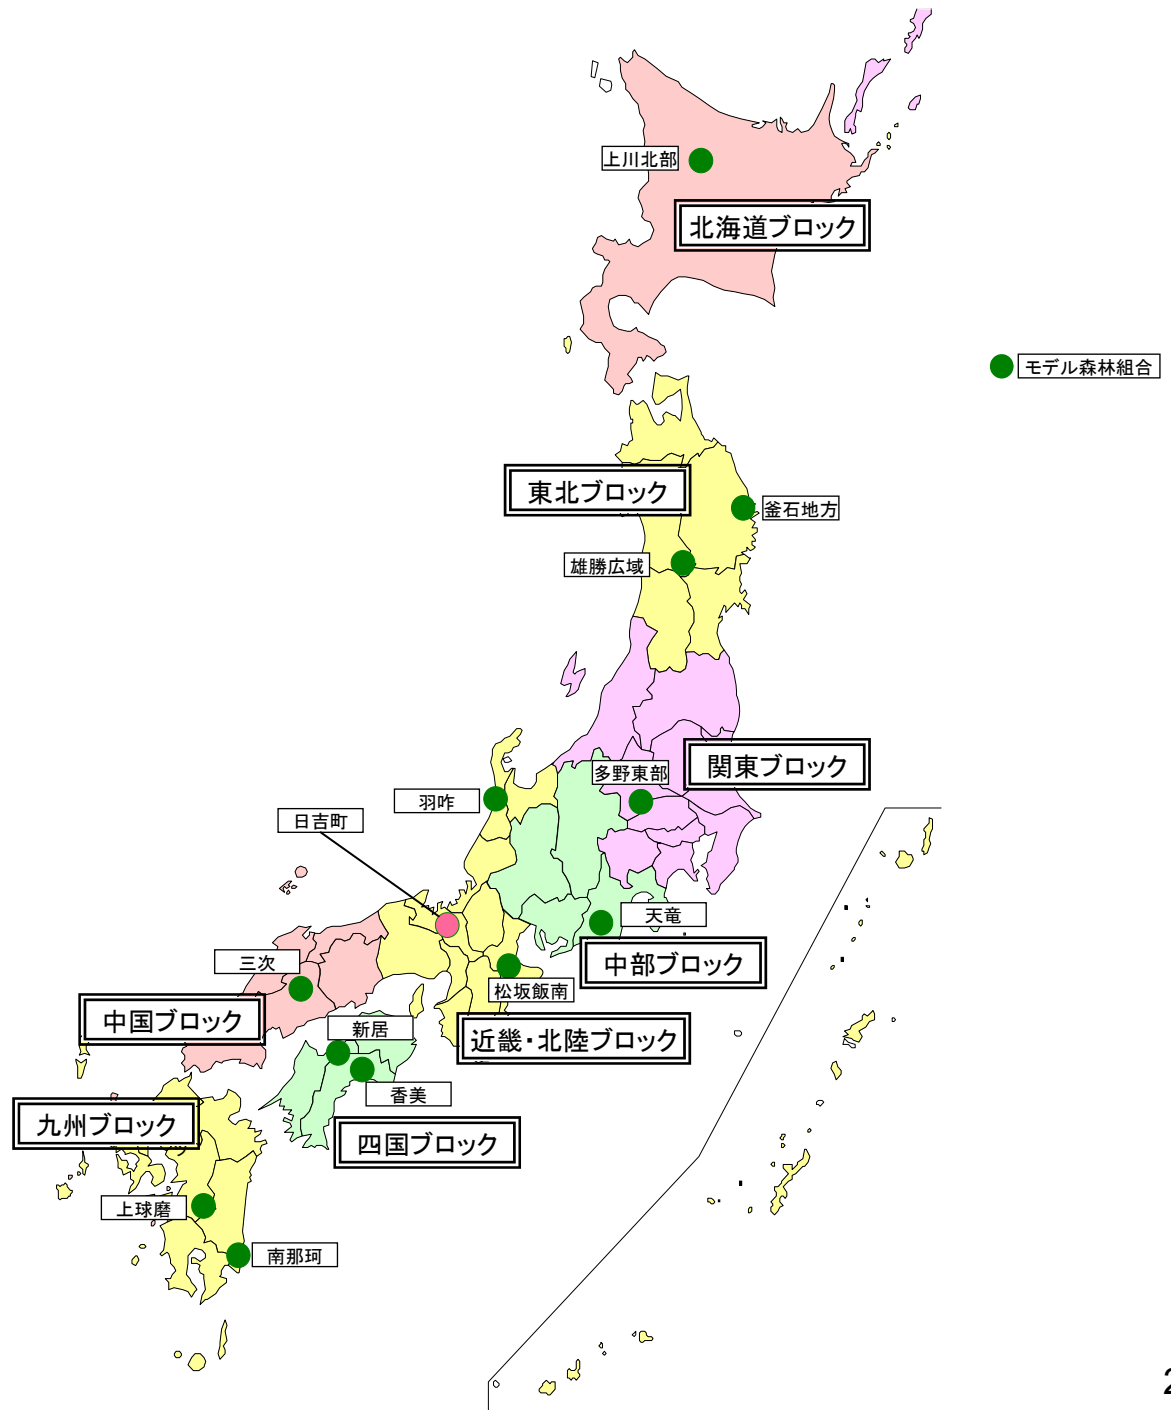 上川北部
北海道ブロック
モデル森林組合
東北ブロック
釜石地方
雄勝広域
関東ブロック
多野東部
羽咋
日吉町
天竜
中部ブロック
三次
松坂飯南
中国ブロック
新居
近畿・北陸ブロック
香美
九州ブロック
四国ブロック
上球磨
南那珂
2